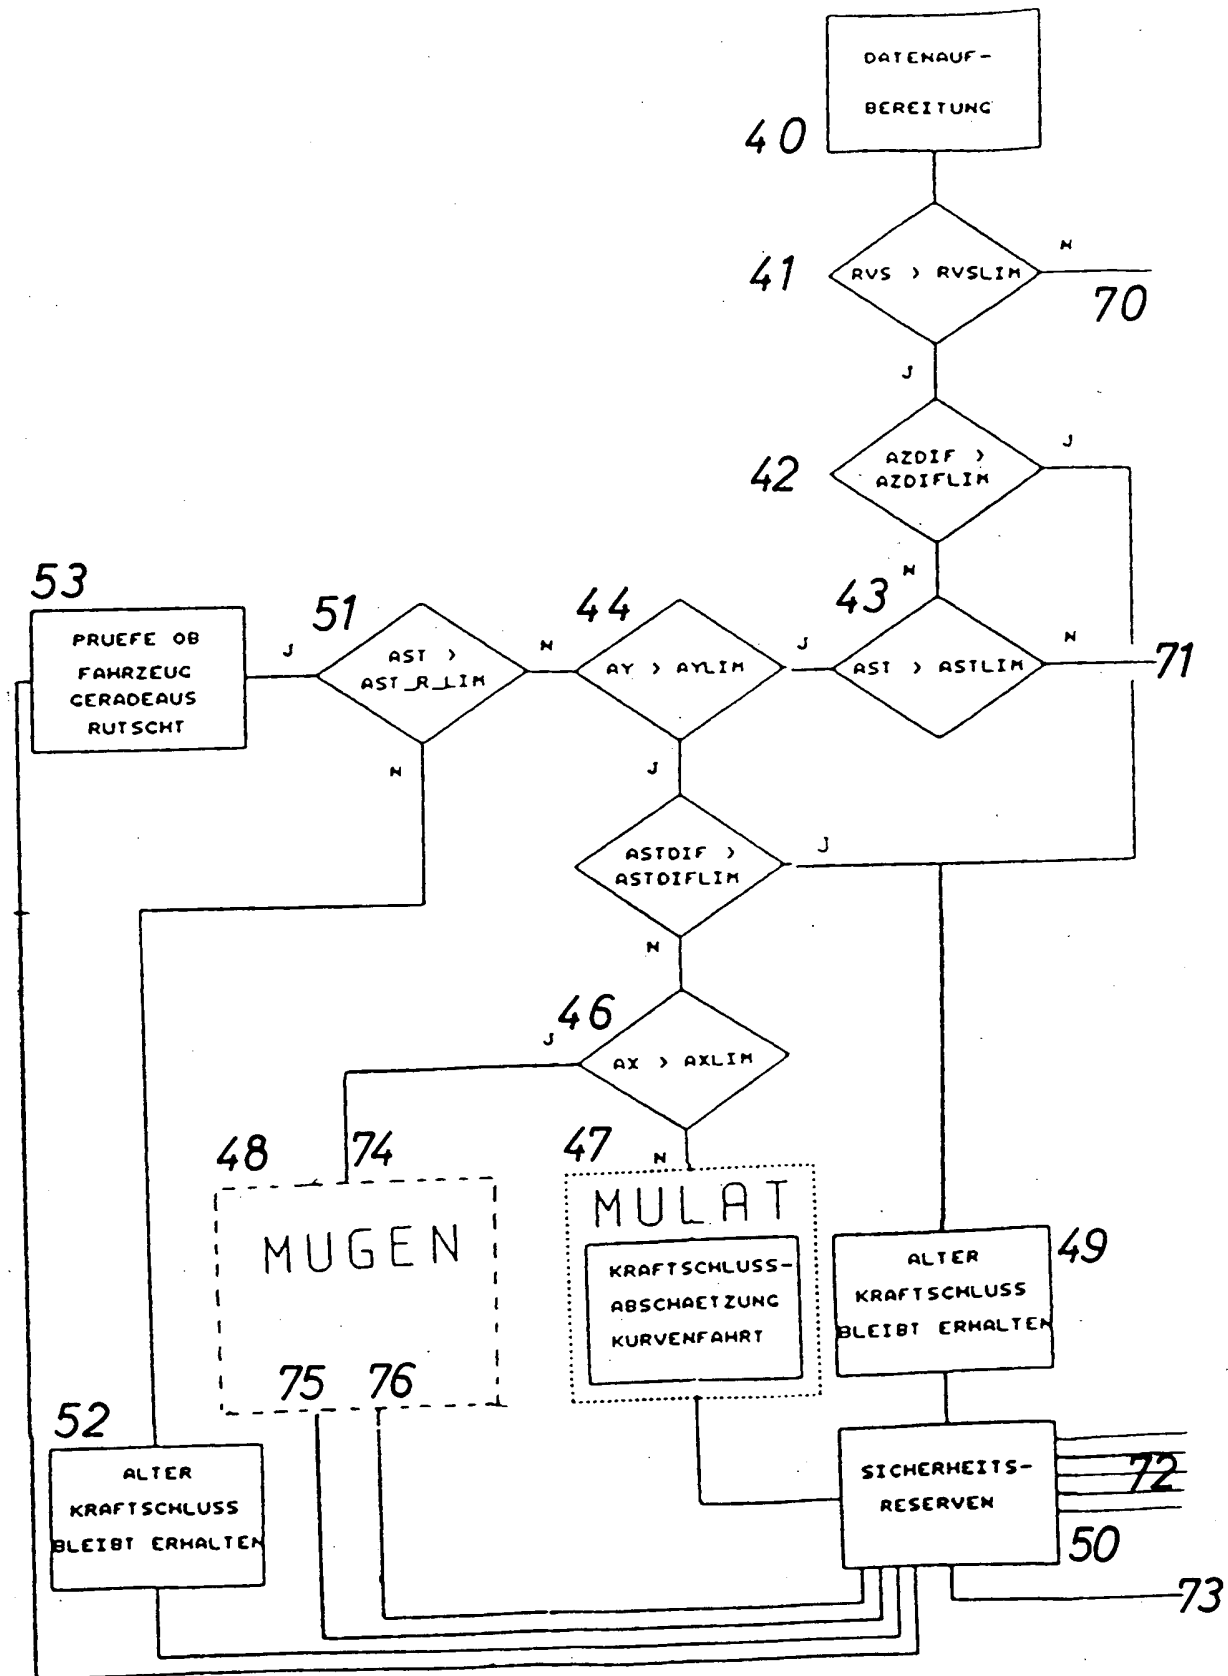 DATENAUF-
BEREITUNG
40
41
RVS > RVSLIM
N
70
J
42
AZDIF >
AZDIFLIM
J
N
53
PRUEFE OB
FAHRZEUG
GERADEAUS
RUTSCHT
J
51
AST >
AST_R_LIM
N
44
AY > AYLIM
J
43
AST > ASTLIM
N
71
N
J
ASTDIF >
ASTDIFLIM
J
N
46
J
AX > AXLIM
48
74
MUGEN
75
76
47
N
MULAT
KRAFTSCHLUSS-
ABSCHAETZUNG
KURVENFAHRT
49
ALTER
KRAFTSCHLUSS
BLEIBT ERHALTEN
52
ALTER
KRAFTSCHLUSS
BLEIBT ERHALTEN
SICHERHEITS-
RESERVEN
72
50
73